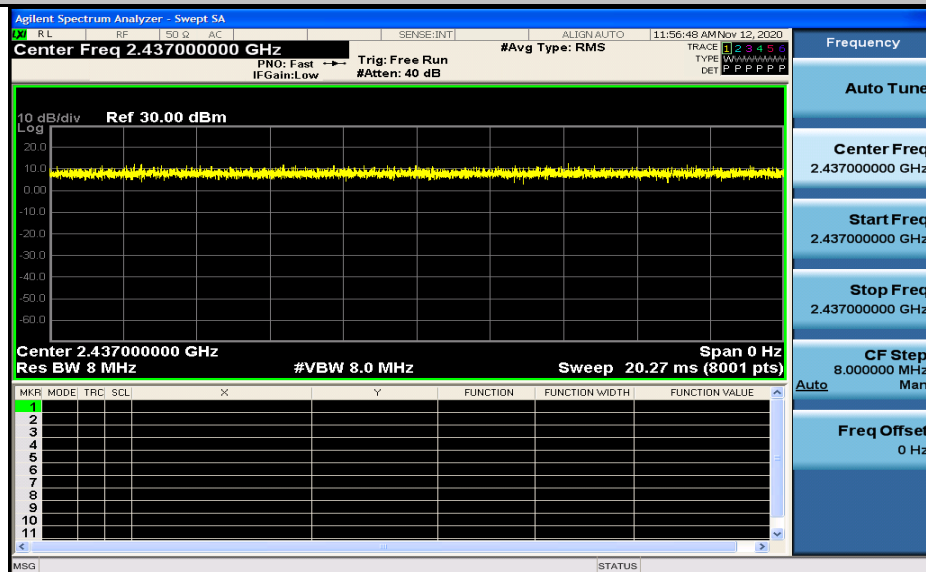 Agilent Spectrum Analyzer - Swept SA
LXI RL RF 50 Ω AC SENSE:INT ALIGN AUTO 11:56:48 AM Nov 12, 2020
Center Freq 2.437000000 GHz #Avg Type: RMS TRACE 1 2 3 4 5 6
PNO: Fast Trig: Free Run TYPE WWWWWW
IFGain:Low #Atten: 40 dB DET P P P P P P
10 dB/div Ref 30.00 dBm
Log
20.0
10.0
0.00
-10.0
-20.0
-30.0
-40.0
-50.0
-60.0
Center 2.437000000 GHz Span 0 Hz
Res BW 8 MHz #VBW 8.0 MHz Sweep 20.27 ms (8001 pts)
MKR MODE TRC SCL X Y FUNCTION FUNCTION WIDTH FUNCTION VALUE
1
2
3
4
5
6
7
8
9
10
11
MSG STATUS
Frequency
Auto Tune
Center Freq
2.437000000 GHz
Start Freq
2.437000000 GHz
Stop Freq
2.437000000 GHz
CF Step
8.000000 MHz
Auto Man
Freq Offset
0 Hz